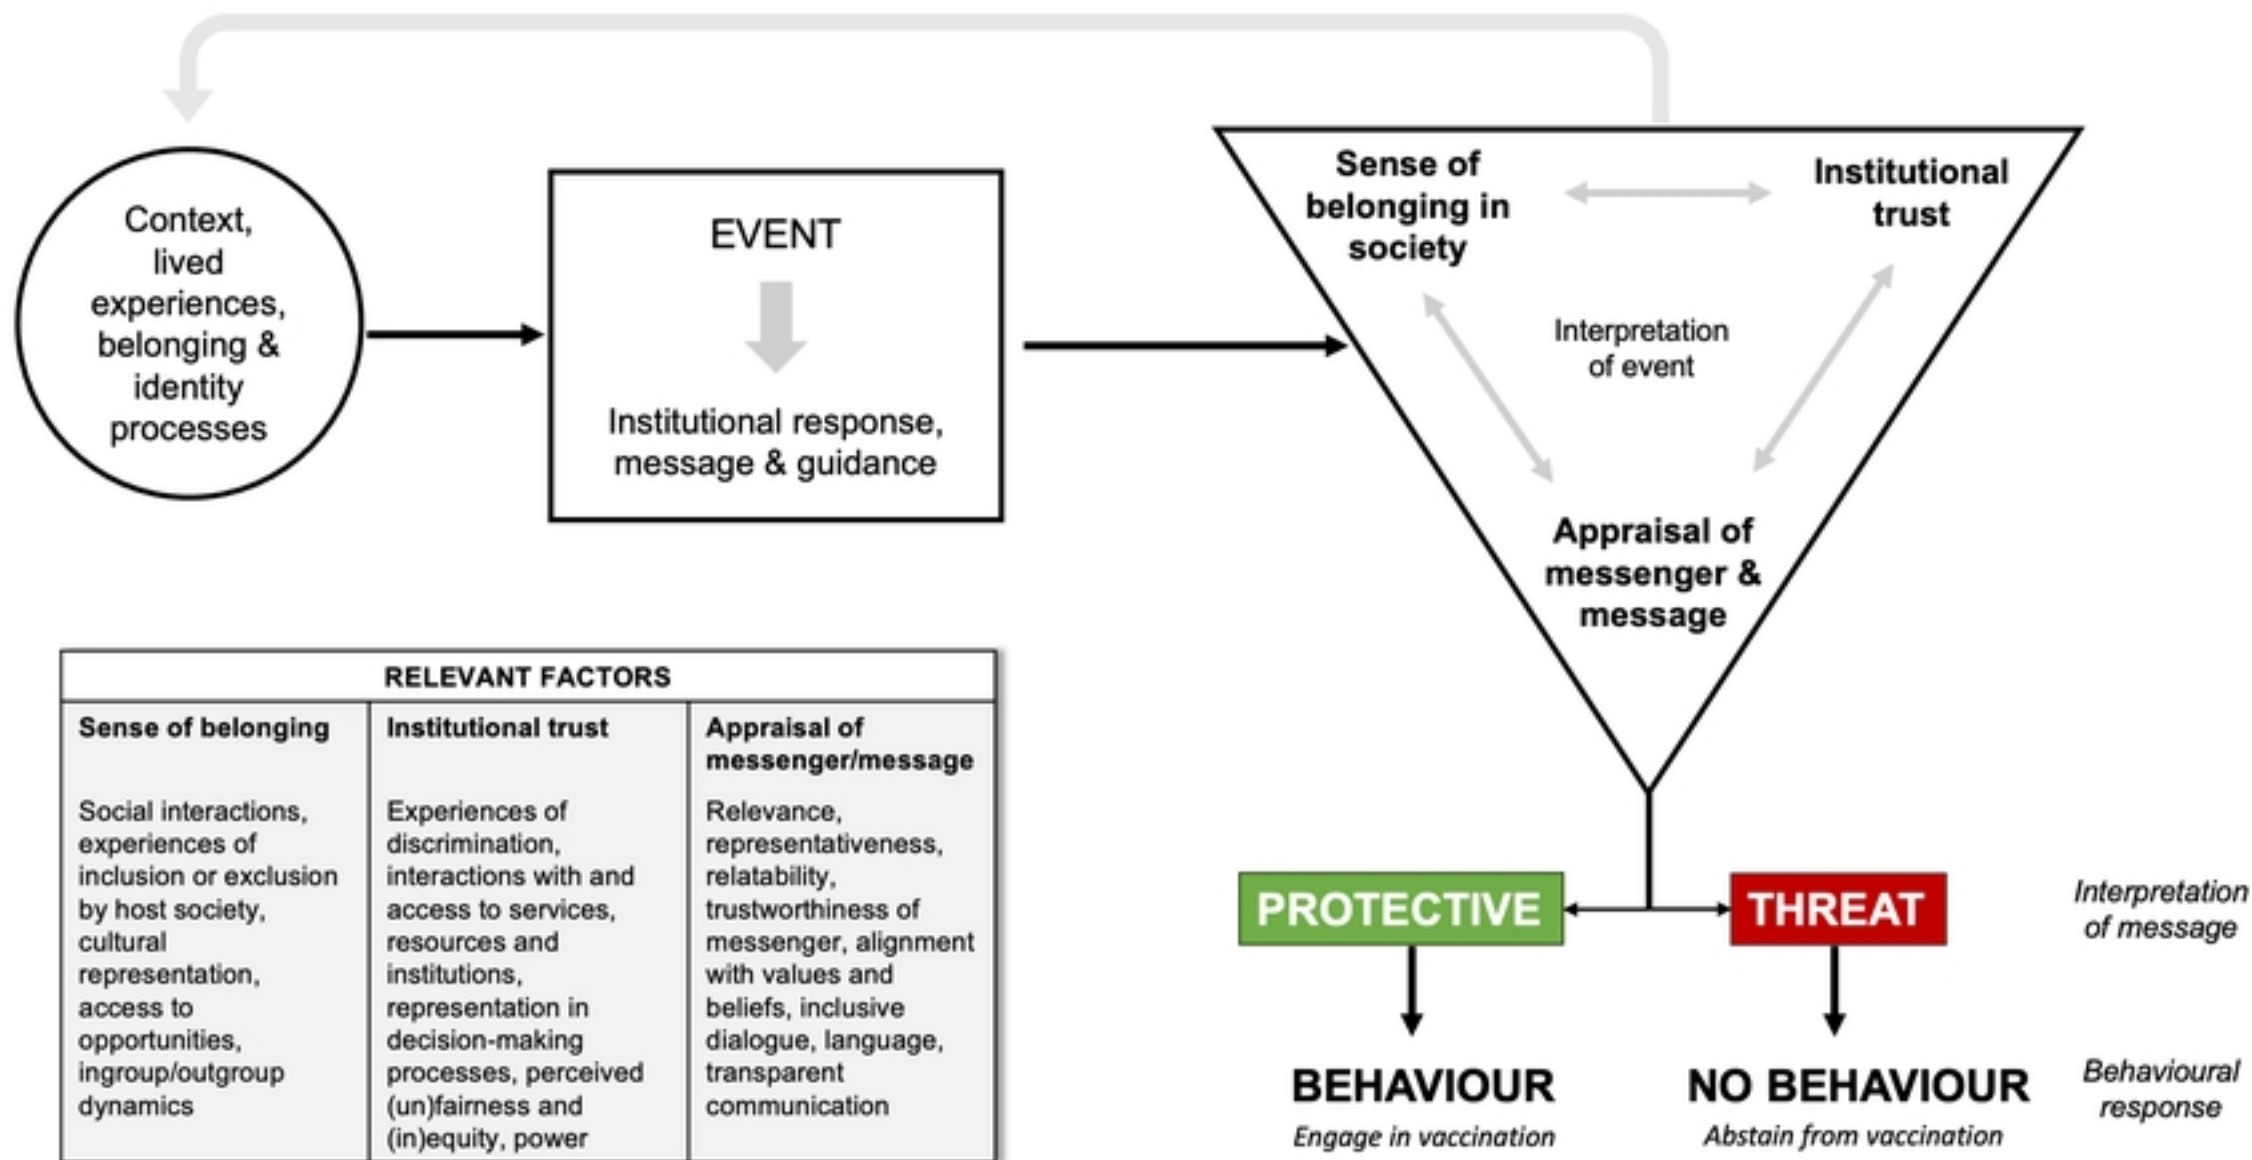 Context,
lived
experiences,
belonging &
identity
processes
EVENT
Institutional response,
message & guidance
Sense of
belonging in
society
Institutional
trust
Interpretation
of event
Appraisal of
messenger &
message
RELEVANT FACTORS
Sense of belonging
Social interactions,
experiences of
inclusion or exclusion
by host society,
cultural
representation,
access to
opportunities,
ingroup/outgroup
dynamics
Institutional trust
Experiences of
discrimination,
interactions with and
access to services,
resources and
institutions,
representation in
decision-making
processes, perceived
(un)fairness and
(in)equity, power
Appraisal of
messenger/message
Relevance,
representativeness,
relatability,
trustworthiness of
messenger, alignment
with values and
beliefs, inclusive
dialogue, language,
transparent
communication
PROTECTIVE
THREAT
Interpretation
of message
BEHAVIOUR
Engage in vaccination
NO BEHAVIOUR
Abstain from vaccination
Behavioural
response